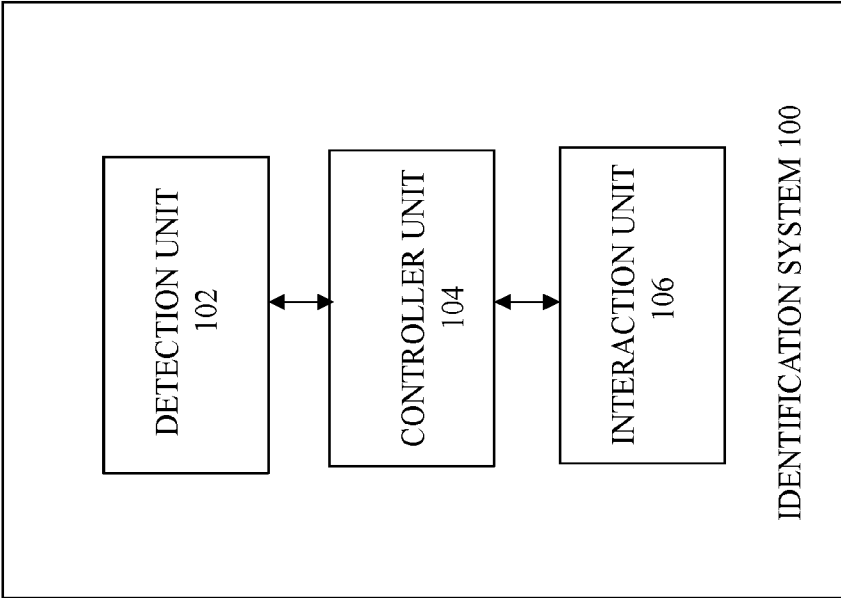 DETECTION UNIT
102
CONTROLLER UNIT
104
INTERACTION UNIT
106
IDENTIFICATION SYSTEM 100